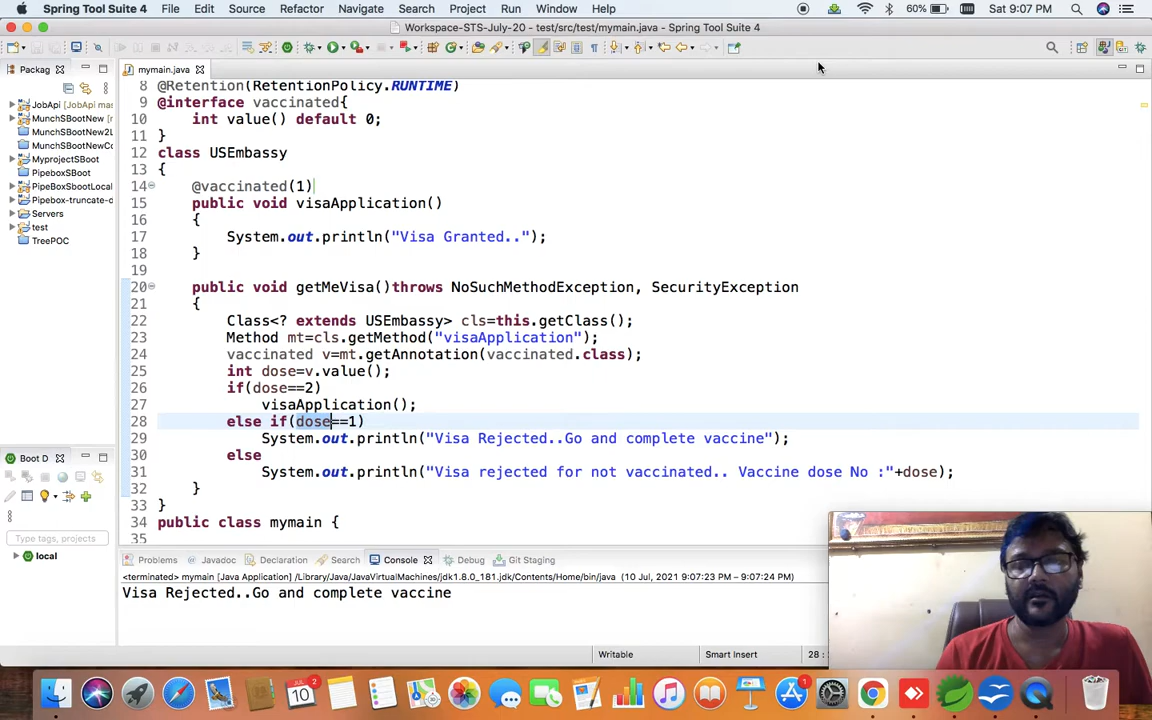 Spring Tool Suite 4 File Edit Source Refactor Navigate Search Project Run Window Help 60% Sat 9:07 PM
Workspace-STS-July-20 - test/src/test/mymain.java - Spring Tool Suite 4
Packag
mymain.java
8 @Retention(RetentionPolicy.RUNTIME)
9 @interface vaccinated{
10 int value() default 0;
11 }
12 class USEmbassy
13 {
14 @vaccinated(1)
15 public void visaApplication()
16 {
17 System.out.println("Visa Granted..");
18 }
19
20 public void getMeVisa()throws NoSuchMethodException, SecurityException
21 {
22 Class<? extends USEmbassy> cls=this.getClass();
23 Method mt=cls.getMethod("visaApplication");
24 vaccinated v=mt.getAnnotation(vaccinated.class);
25 int dose=v.value();
26 if(dose==2)
27 visaApplication();
28 else if(dose==1)
29 System.out.println("Visa Rejected..Go and complete vaccine");
30 else
31 System.out.println("Visa rejected for not vaccinated.. Vaccine dose No :"+dose);
32 }
33 }
34 public class mymain {
35
JobApi [JobApi mas
MunchSBootNew [
MunchSBootNew2L
MunchSBootNewCo
MyprojectSBoot
PipeBoxSBoot
PipeboxSbootLocal
Pipebox-truncate-d
Servers
test
TreePOC
Boot D
Type tags, projects
local
Problems Javadoc Declaration Search Console Debug Git Staging
<terminated> mymain [Java Application] /Library/Java/JavaVirtualMachines/jdk1.8.0_181.jdk/Contents/Home/bin/java (10 Jul, 2021, 9:07:23 PM – 9:07:24 PM)
Visa Rejected..Go and complete vaccine
Writable Smart Insert 28 :
JUL
10
2
1